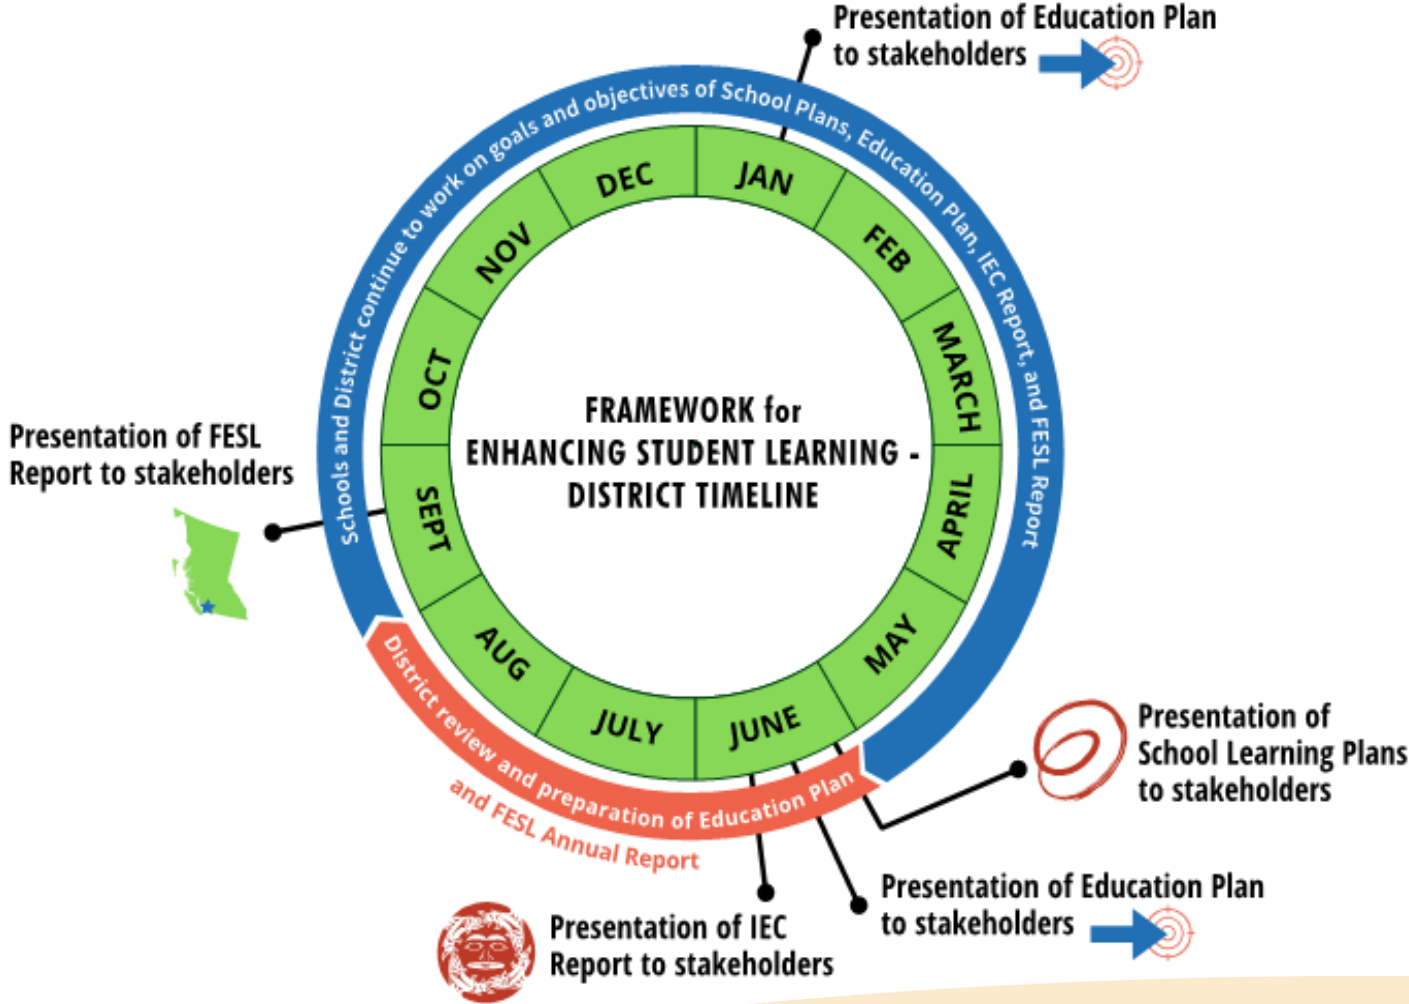 Presentation of Education Plan
to stakeholders
Schools and District continue to work on goals and objectives of School Plans, Education Plan, IEC Report, and FESL Report
JAN
FEB
MARCH
APRIL
MAY
JUNE
JULY
AUG
SEPT
OCT
NOV
DEC
FRAMEWORK for
ENHANCING STUDENT LEARNING -
DISTRICT TIMELINE
Presentation of FESL
Report to stakeholders
District review and preparation of Education Plan
and FESL Annual Report
Presentation of
School Learning Plans
to stakeholders
Presentation of Education Plan
to stakeholders
Presentation of IEC
Report to stakeholders